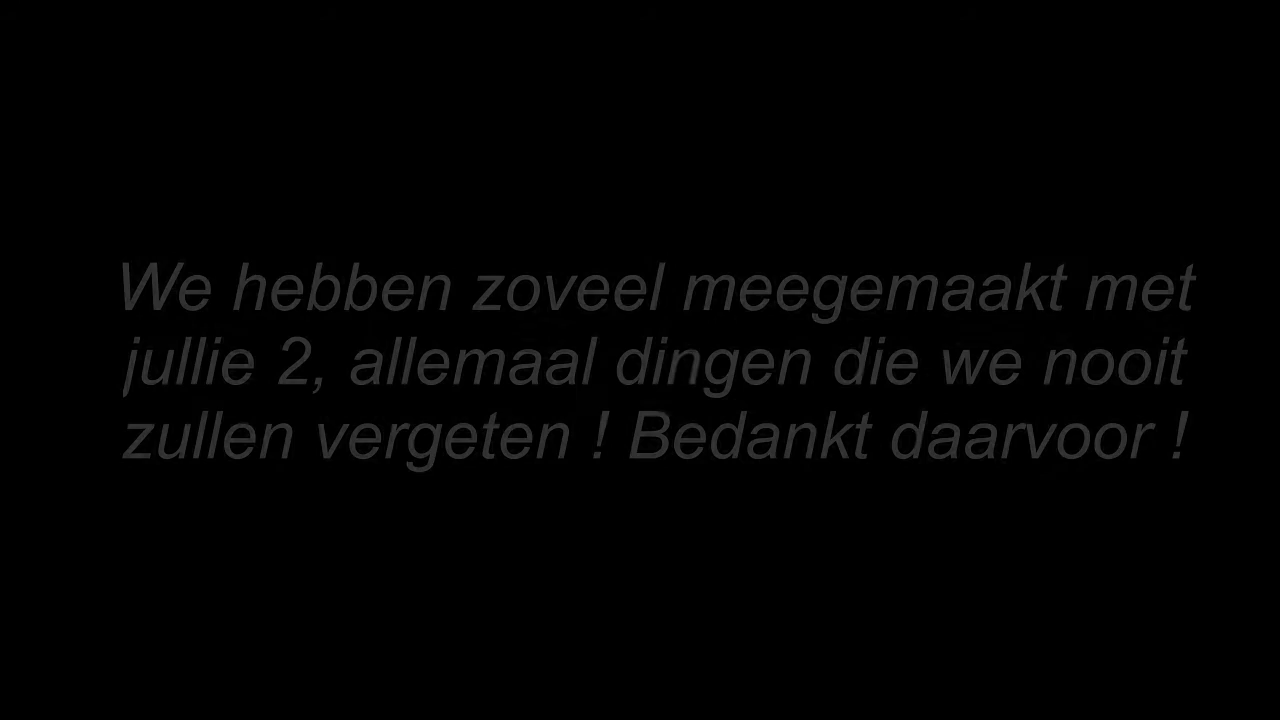 We hebben zoveel meegemaakt met
jullie 2, allemaal dingen die we nooit
zullen vergeten ! Bedankt daarvoor !